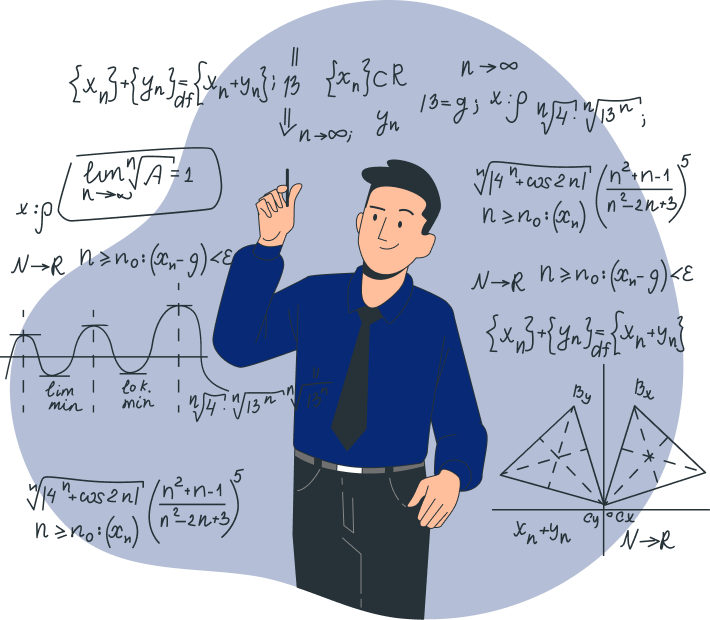 {xₙ}+{yₙ}=df{xₙ+yₙ}; 13 {xₙ}⊂R
n→∞
13=g; x:ρ ⁿ√4: ⁿ√13ⁿ;
⇓ n→∞; yₙ
lim n→∞ ⁿ√A=1
x:ρ
ⁿ√|4ⁿ+cos2n| ((n²+n-1)/(n²-2n+3))⁵
n≥n₀:(xₙ)
N→R n≥n₀:(xₙ-g)<ε
N→R n≥n₀:(xₙ-g)<ε
{xₙ}+{yₙ}=df{xₙ+yₙ}
lim min
lok. min
ⁿ√4: ⁿ√13ⁿ ⁿ√13ⁿ
By Bx
ⁿ√|4ⁿ+cos2n| ((n²+n-1)/(n²-2n+3))⁵
n≥n₀:(xₙ)
Cy o Cx
xₙ+yₙ N→R